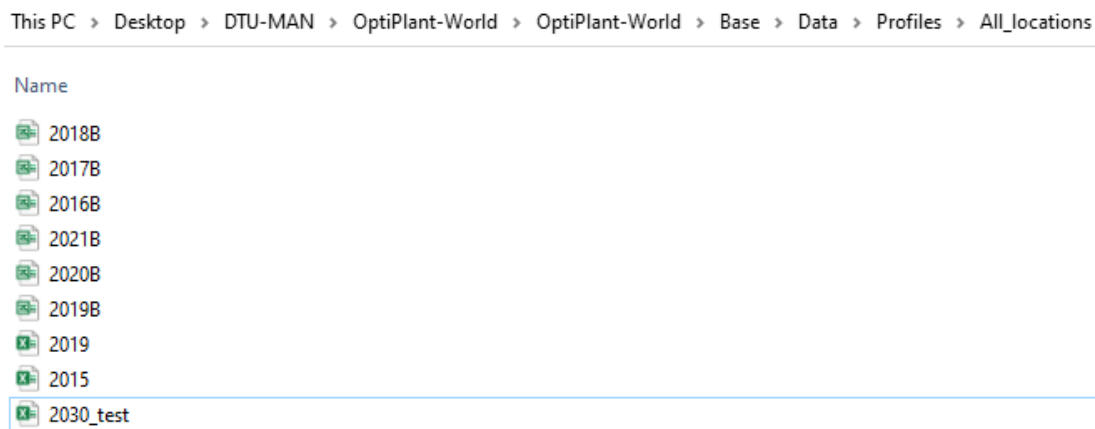 This PC > Desktop > DTU-MAN > OptiPlant-World > OptiPlant-World > Base > Data > Profiles > All_locations
Name
2018B
2017B
2016B
2021B
2020B
2019B
2019
2015
2030_test